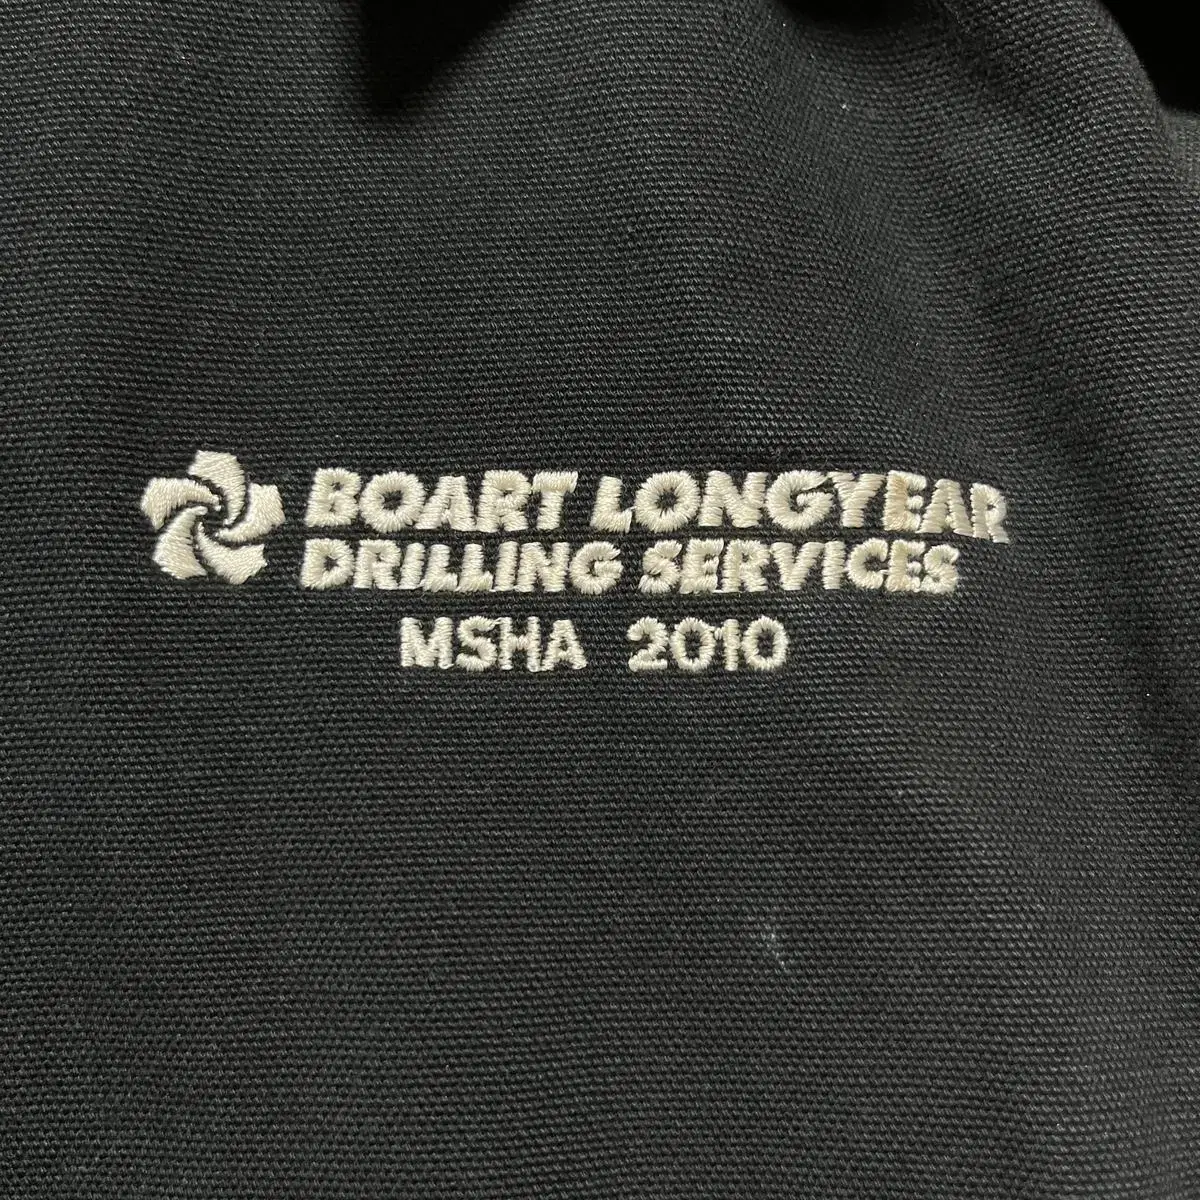 BOART LONGYEAR
DRILLING SERVICES
MSHA 2010